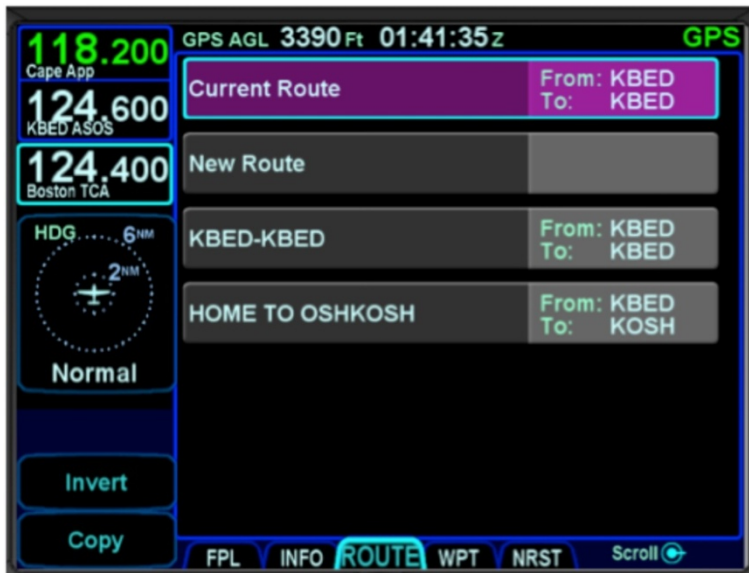 118.200
Cape App
124.600
KBED ASOS
124.400
Boston TCA
HDG 6NM
2NM
Normal
Invert
Copy
GPS AGL 3390 Ft 01:41:35 Z GPS
Current Route From: KBED
To: KBED
New Route
KBED-KBED From: KBED
To: KBED
HOME TO OSHKOSH From: KBED
To: KOSH
FPL INFO ROUTE WPT NRST Scroll